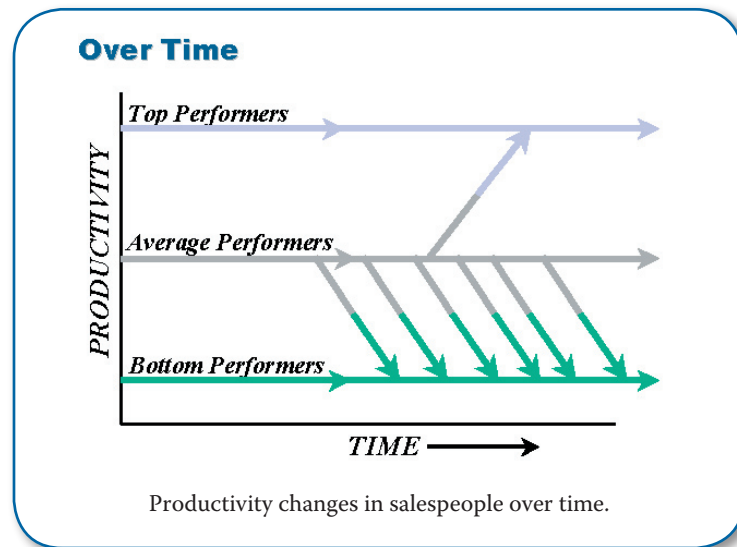 Over Time
Top Performers
PRODUCTIVITY
Average Performers
Bottom Performers
TIME
Productivity changes in salespeople over time.